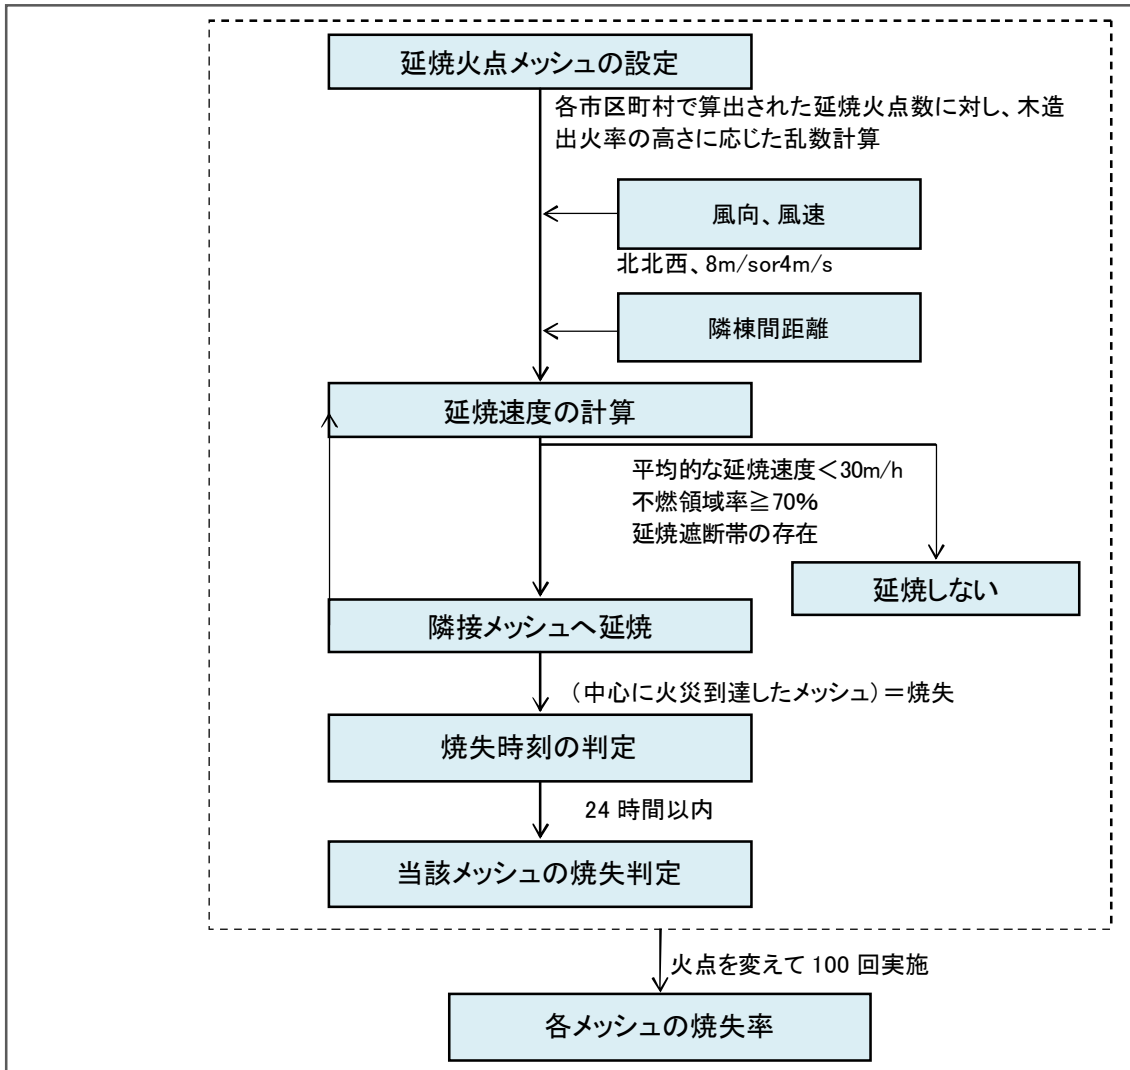 延焼火点メッシュの設定
各市区町村で算出された延焼火点数に対し、木造
出火率の高さに応じた乱数計算
風向、風速
北北西、8m/sor4m/s
隣棟間距離
延焼速度の計算
平均的な延焼速度＜30m/h
不燃領域率≧70%
延焼遮断帯の存在
延焼しない
隣接メッシュへ延焼
（中心に火災到達したメッシュ）＝焼失
焼失時刻の判定
24 時間以内
当該メッシュの焼失判定
火点を変えて 100 回実施
各メッシュの焼失率